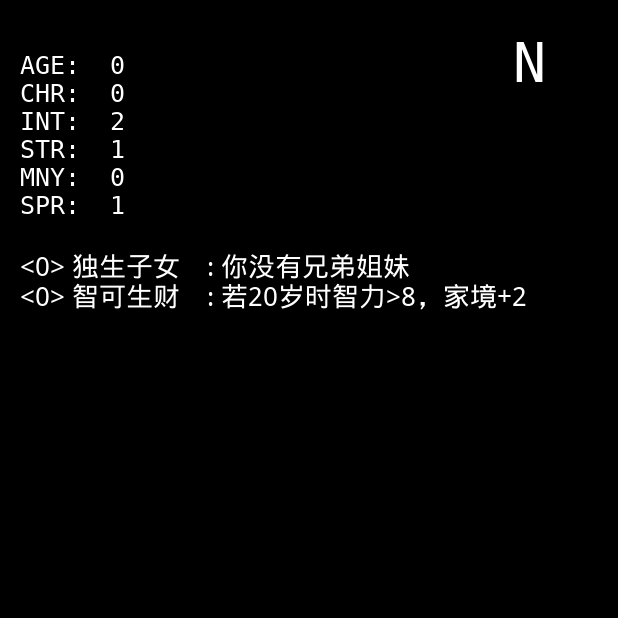 N
AGE: 0
CHR: 0
INT: 2
STR: 1
MNY: 0
SPR: 1
<0> 独生子女 :你没有兄弟姐妹
<0> 智可生财 :若20岁时智力>8，家境+2